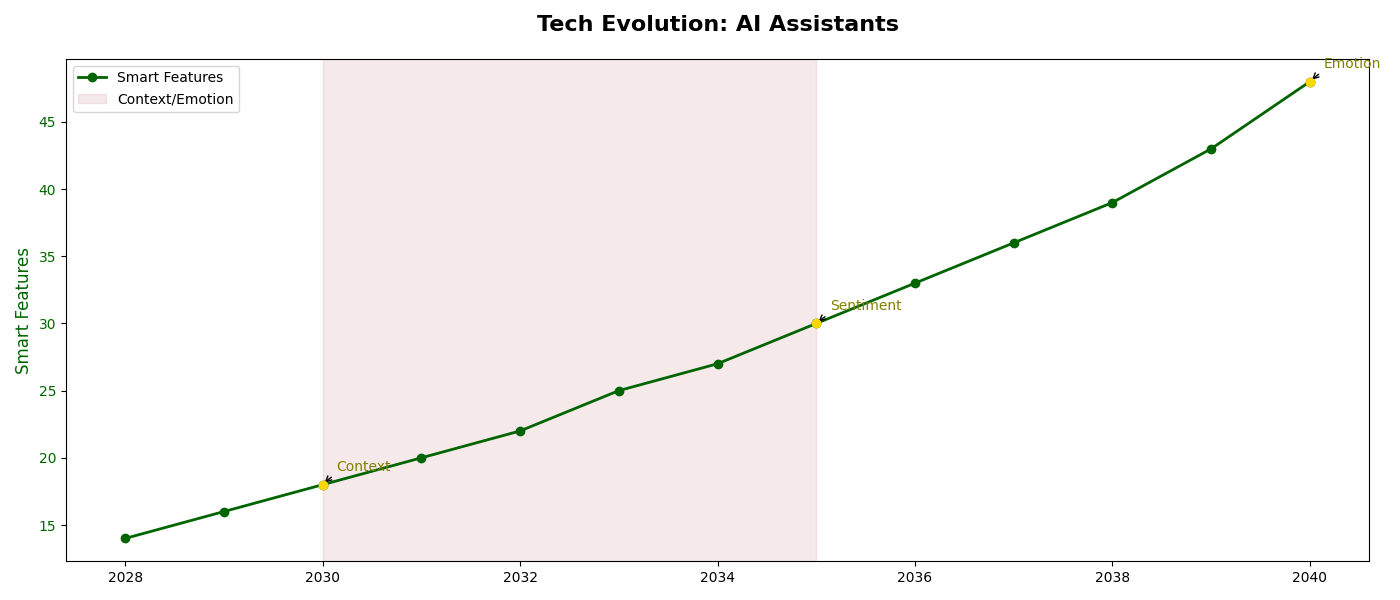 Tech Evolution: AI Assistants
Smart Features
Context/Emotion
Emotion
Sentiment
Context
Smart Features
45
40
35
30
25
20
15
2028
2030
2032
2034
2036
2038
2040